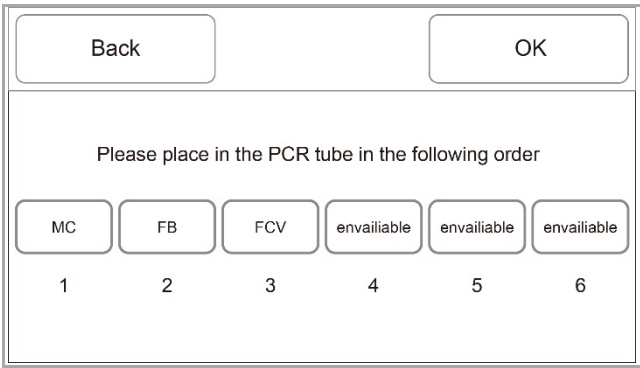 Back OK
Please place in the PCR tube in the following order
MC FB FCV envailiable envailiable envailiable
1 2 3 4 5 6